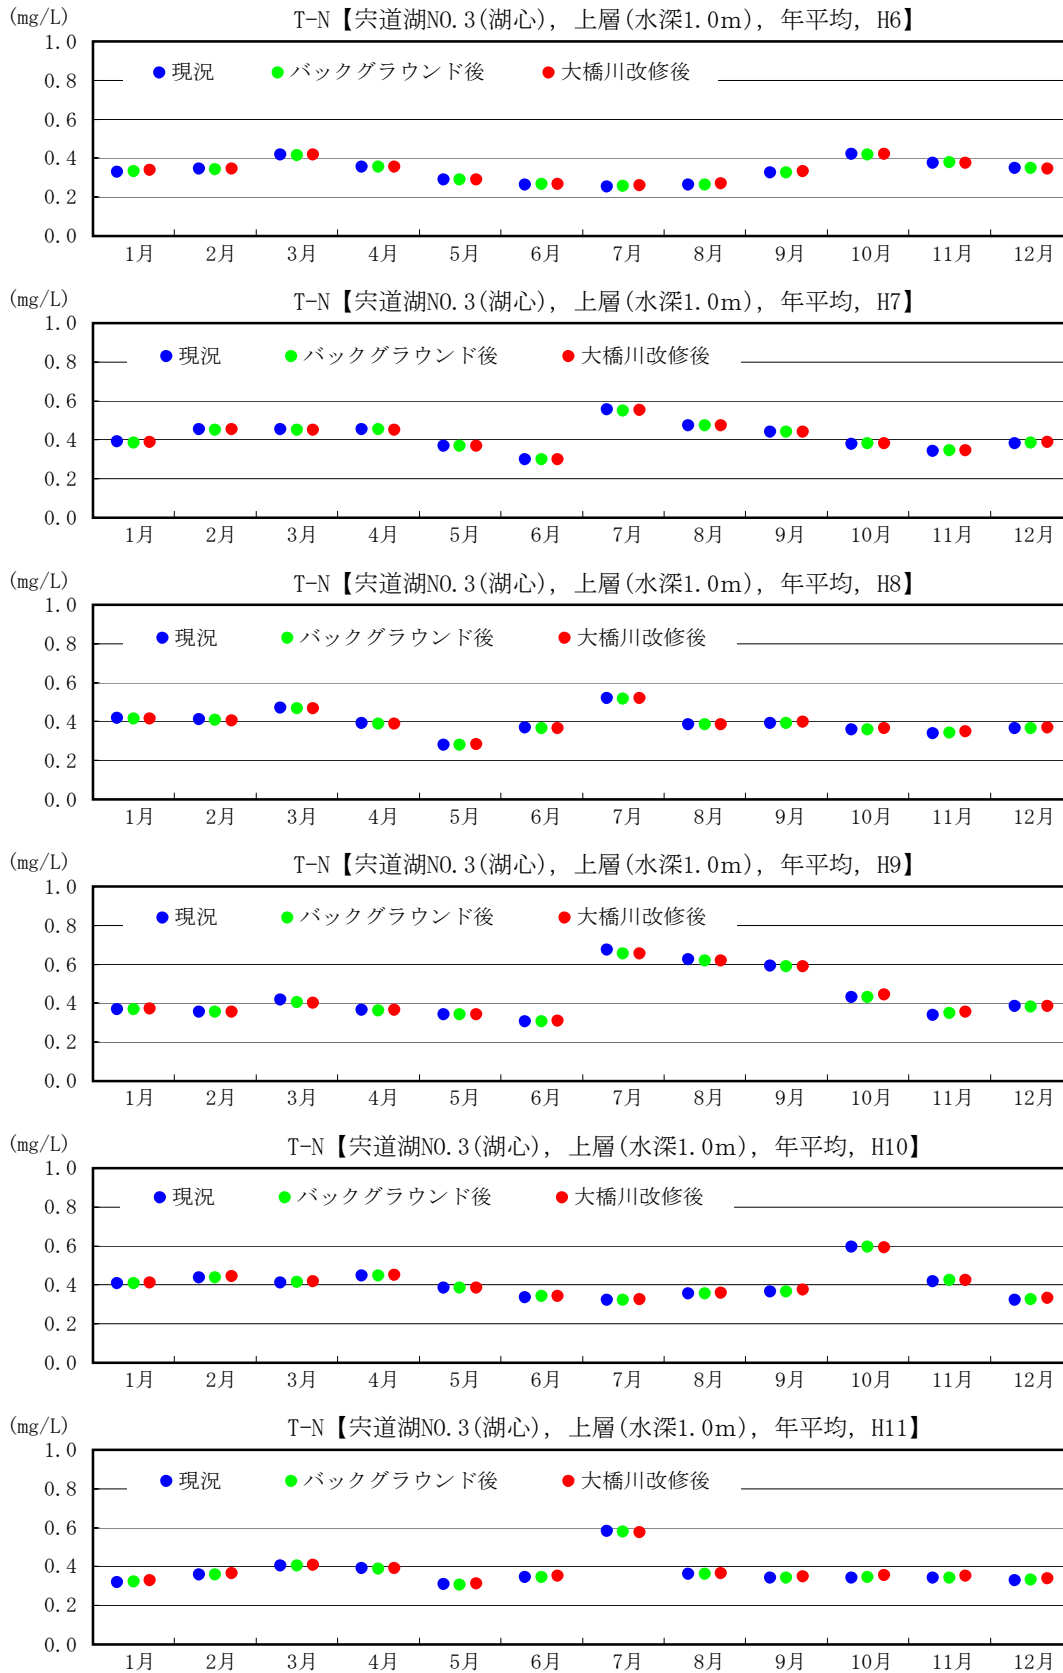 (mg/L) T-N【宍道湖NO.3(湖心), 上層(水深1.0m), 年平均, H6】
1.0
● 現況 ● バックグラウンド後 ● 大橋川改修後
0.8
0.6
0.4
0.2
0.0
1月 2月 3月 4月 5月 6月 7月 8月 9月 10月 11月 12月
(mg/L) T-N【宍道湖NO.3(湖心), 上層(水深1.0m), 年平均, H7】
1.0
● 現況 ● バックグラウンド後 ● 大橋川改修後
0.8
0.6
0.4
0.2
0.0
1月 2月 3月 4月 5月 6月 7月 8月 9月 10月 11月 12月
(mg/L) T-N【宍道湖NO.3(湖心), 上層(水深1.0m), 年平均, H8】
1.0
● 現況 ● バックグラウンド後 ● 大橋川改修後
0.8
0.6
0.4
0.2
0.0
1月 2月 3月 4月 5月 6月 7月 8月 9月 10月 11月 12月
(mg/L) T-N【宍道湖NO.3(湖心), 上層(水深1.0m), 年平均, H9】
1.0
● 現況 ● バックグラウンド後 ● 大橋川改修後
0.8
0.6
0.4
0.2
0.0
1月 2月 3月 4月 5月 6月 7月 8月 9月 10月 11月 12月
(mg/L) T-N【宍道湖NO.3(湖心), 上層(水深1.0m), 年平均, H10】
1.0
● 現況 ● バックグラウンド後 ● 大橋川改修後
0.8
0.6
0.4
0.2
0.0
1月 2月 3月 4月 5月 6月 7月 8月 9月 10月 11月 12月
(mg/L) T-N【宍道湖NO.3(湖心), 上層(水深1.0m), 年平均, H11】
1.0
● 現況 ● バックグラウンド後 ● 大橋川改修後
0.8
0.6
0.4
0.2
0.0
1月 2月 3月 4月 5月 6月 7月 8月 9月 10月 11月 12月